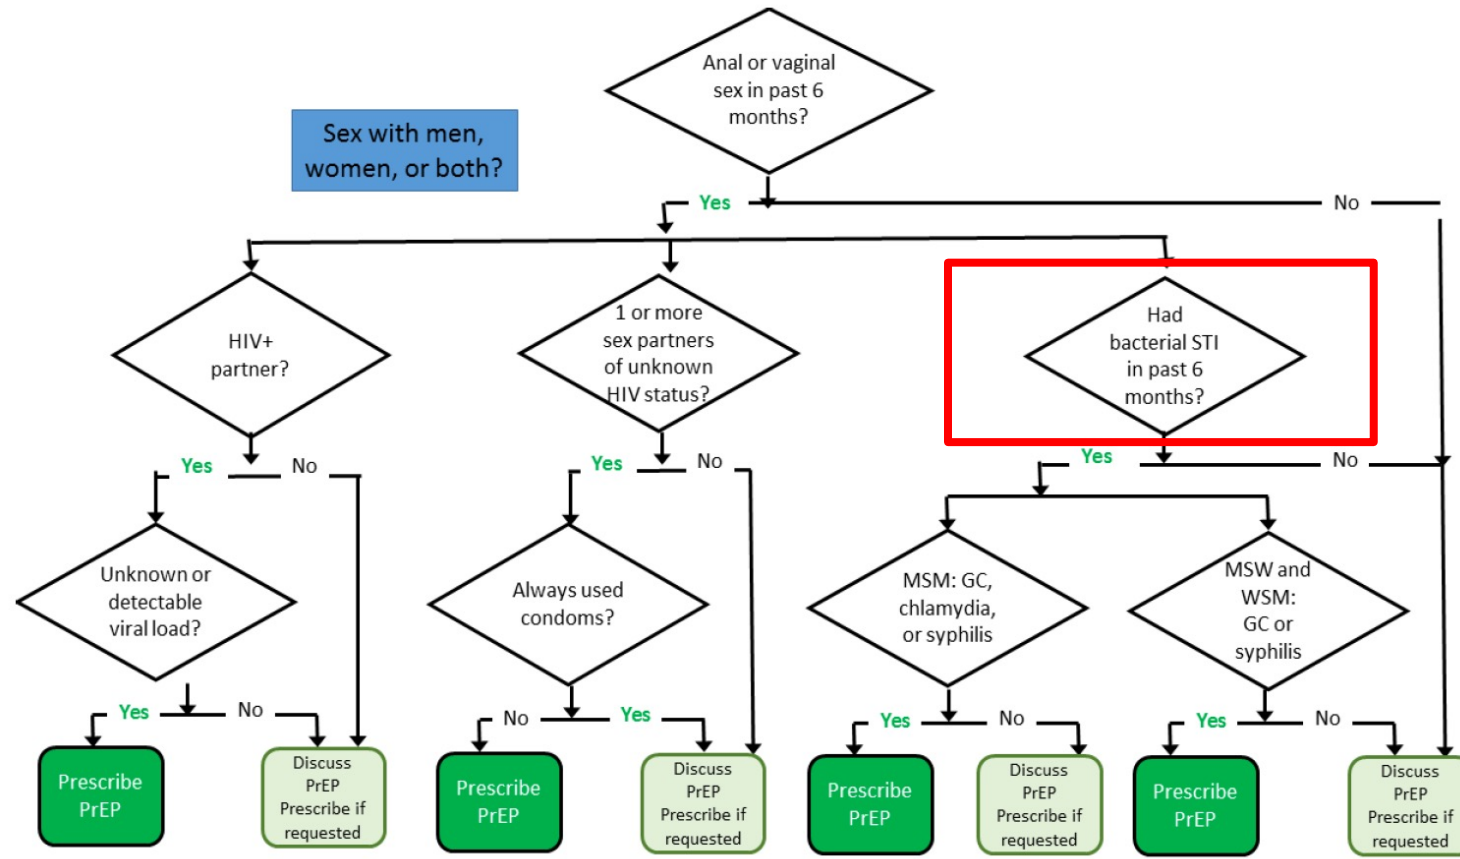 Anal or vaginal
sex in past 6
months?
Sex with men,
women, or both?
Yes
No
HIV+
partner?
1 or more
sex partners
of unknown
HIV status?
Had
bacterial STI
in past 6
months?
Yes
No
Yes
No
Yes
No
Unknown or
detectable
viral load?
Always used
condoms?
MSM: GC,
chlamydia,
or syphilis
MSW and
WSM:
GC or
syphilis
Yes
No
No
Yes
Yes
No
Yes
No
Prescribe
PrEP
Discuss
PrEP
Prescribe if
requested
Prescribe
PrEP
Discuss
PrEP
Prescribe if
requested
Prescribe
PrEP
Discuss
PrEP
Prescribe if
requested
Prescribe
PrEP
Discuss
PrEP
Prescribe if
requested